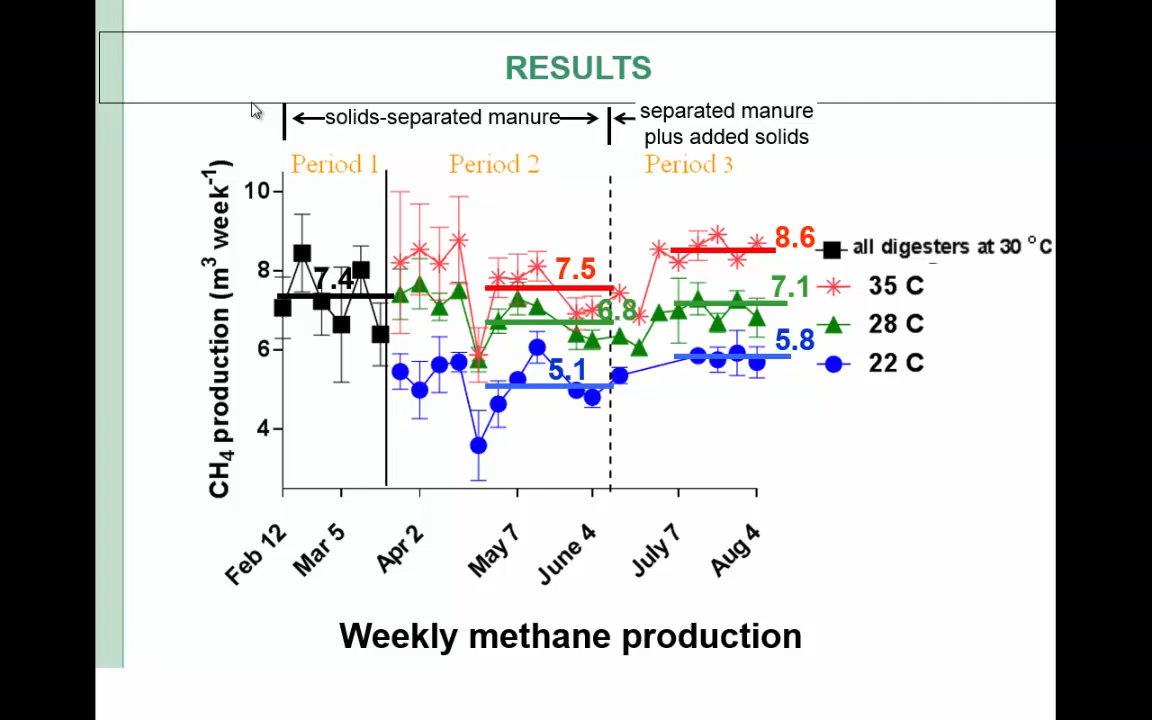 RESULTS
solids-separated manure
separated manure
plus added solids
Period 1
Period 2
Period 3
CH4 production (m3 week-1)
10
8
6
4
7.4
7.5
6.8
5.1
8.6
7.1
5.8
all digesters at 30 °C
35 C
28 C
22 C
Feb 12
Mar 5
Apr 2
May 7
June 4
July 7
Aug 4
Weekly methane production